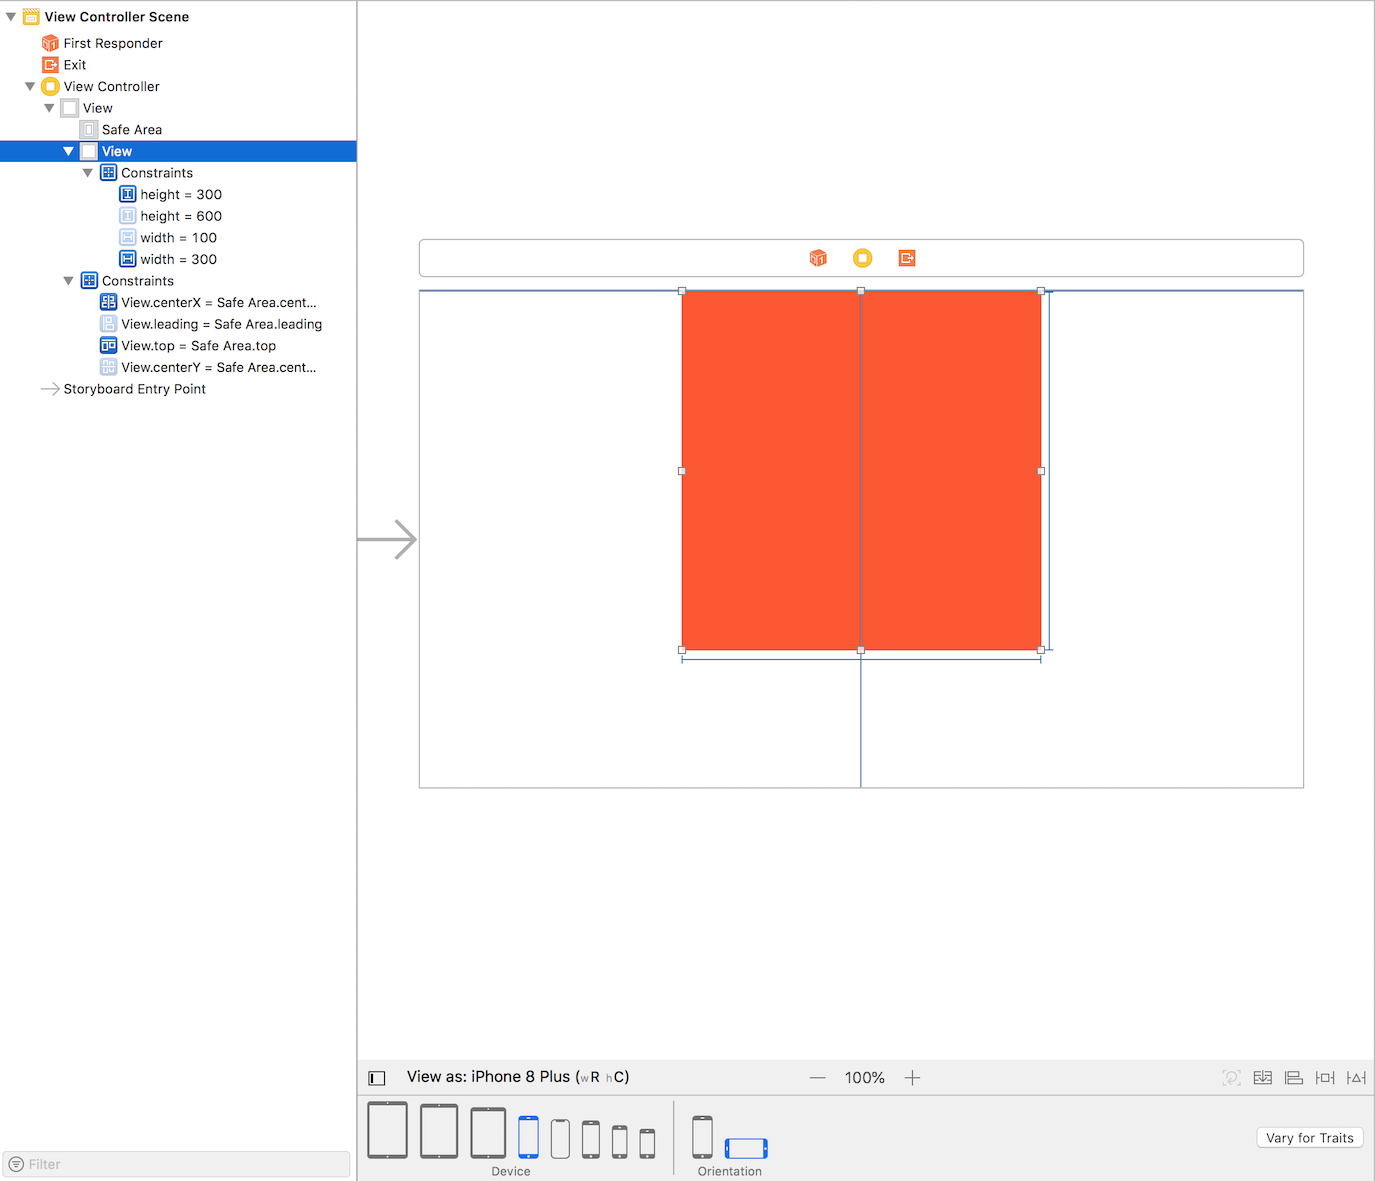 View Controller Scene
First Responder
Exit
View Controller
View
Safe Area
View
Constraints
height = 300
height = 600
width = 100
width = 300
Constraints
View.centerX = Safe Area.cent...
View.leading = Safe Area.leading
View.top = Safe Area.top
View.centerY = Safe Area.cent...
Storyboard Entry Point
View as: iPhone 8 Plus (wR hC)
100%
Vary for Traits
Device
Orientation
Filter